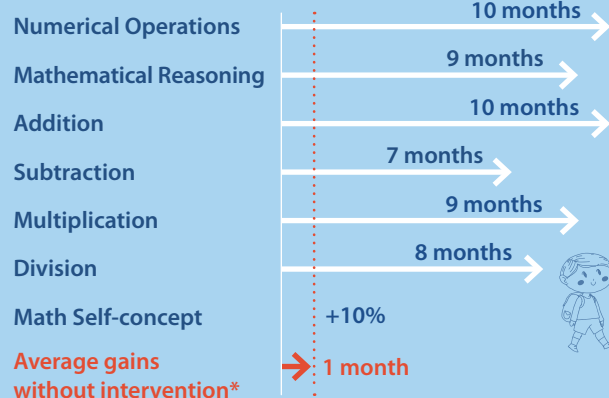 Numerical Operations 10 months
Mathematical Reasoning 9 months
Addition 10 months
Subtraction 7 months
Multiplication 9 months
Division 8 months
Math Self-concept +10%
Average gains
without intervention* 1 month